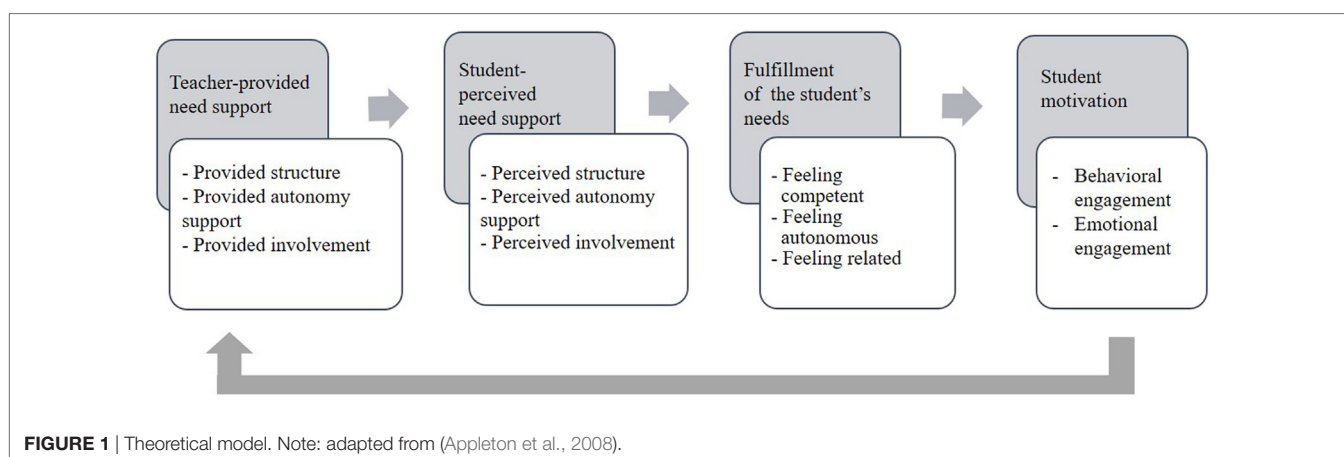 Teacher-provided
need support
- Provided structure
- Provided autonomy
support
- Provided involvement
Student-
perceived
need support
- Perceived structure
- Perceived autonomy
support
- Perceived involvement
Fulfillment
of the student's
needs
- Feeling
competent
- Feeling
autonomous
- Feeling related
Student
motivation
- Behavioral
engagement
- Emotional
engagement
FIGURE 1 | Theoretical model. Note: adapted from (Appleton et al., 2008).